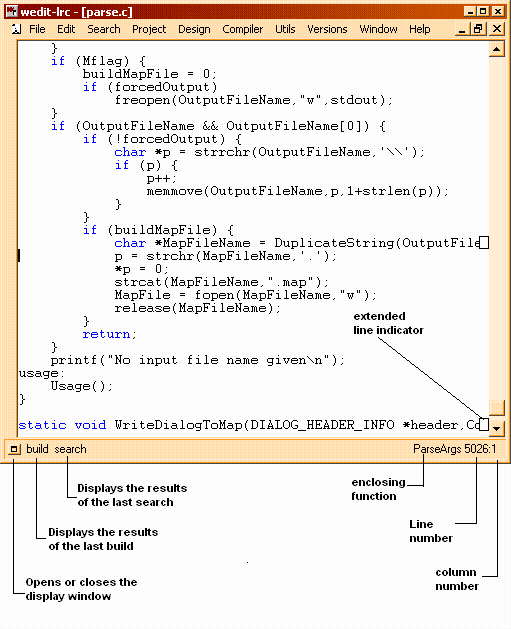 wedit-lrc - [parse.c]
File Edit Search Project Design Compiler Utils Window Help
    }
    if (Mflag) {
        buildMapFile = 0;
        if (forcedOutput)
            freopen(OutputFileName,"w",stdout);
    }
    if (OutputFileName && OutputFileName[0]) {
        if (!forcedOutput) {
            char *p = strrchr(OutputFileName,'\\');
            if (p) {
                p++;
                memmove(OutputFileName,p,1+strlen(p));
            }
        }
        if (buildMapFile) {
            char *MapFileName = DuplicateString(OutputFile
            p = strchr(MapFileName,'.');
            *p = 0;
            strcat(MapFileName,".map");
            MapFile = fopen(MapFileName,"w");
            release(MapFileName);
        }
        return;
    }
    printf("No input file name given\n");
usage:
    Usage();
}
static void WriteDialogToMap(DIALOG_HEADER_INFO *header,Co
extended
line indicator
build search ParseArgs 5026:1
Displays the results
of the last search
enclosing
function
Displays the results
of the last build
Line
number
Opens or closes the
display window
column
number